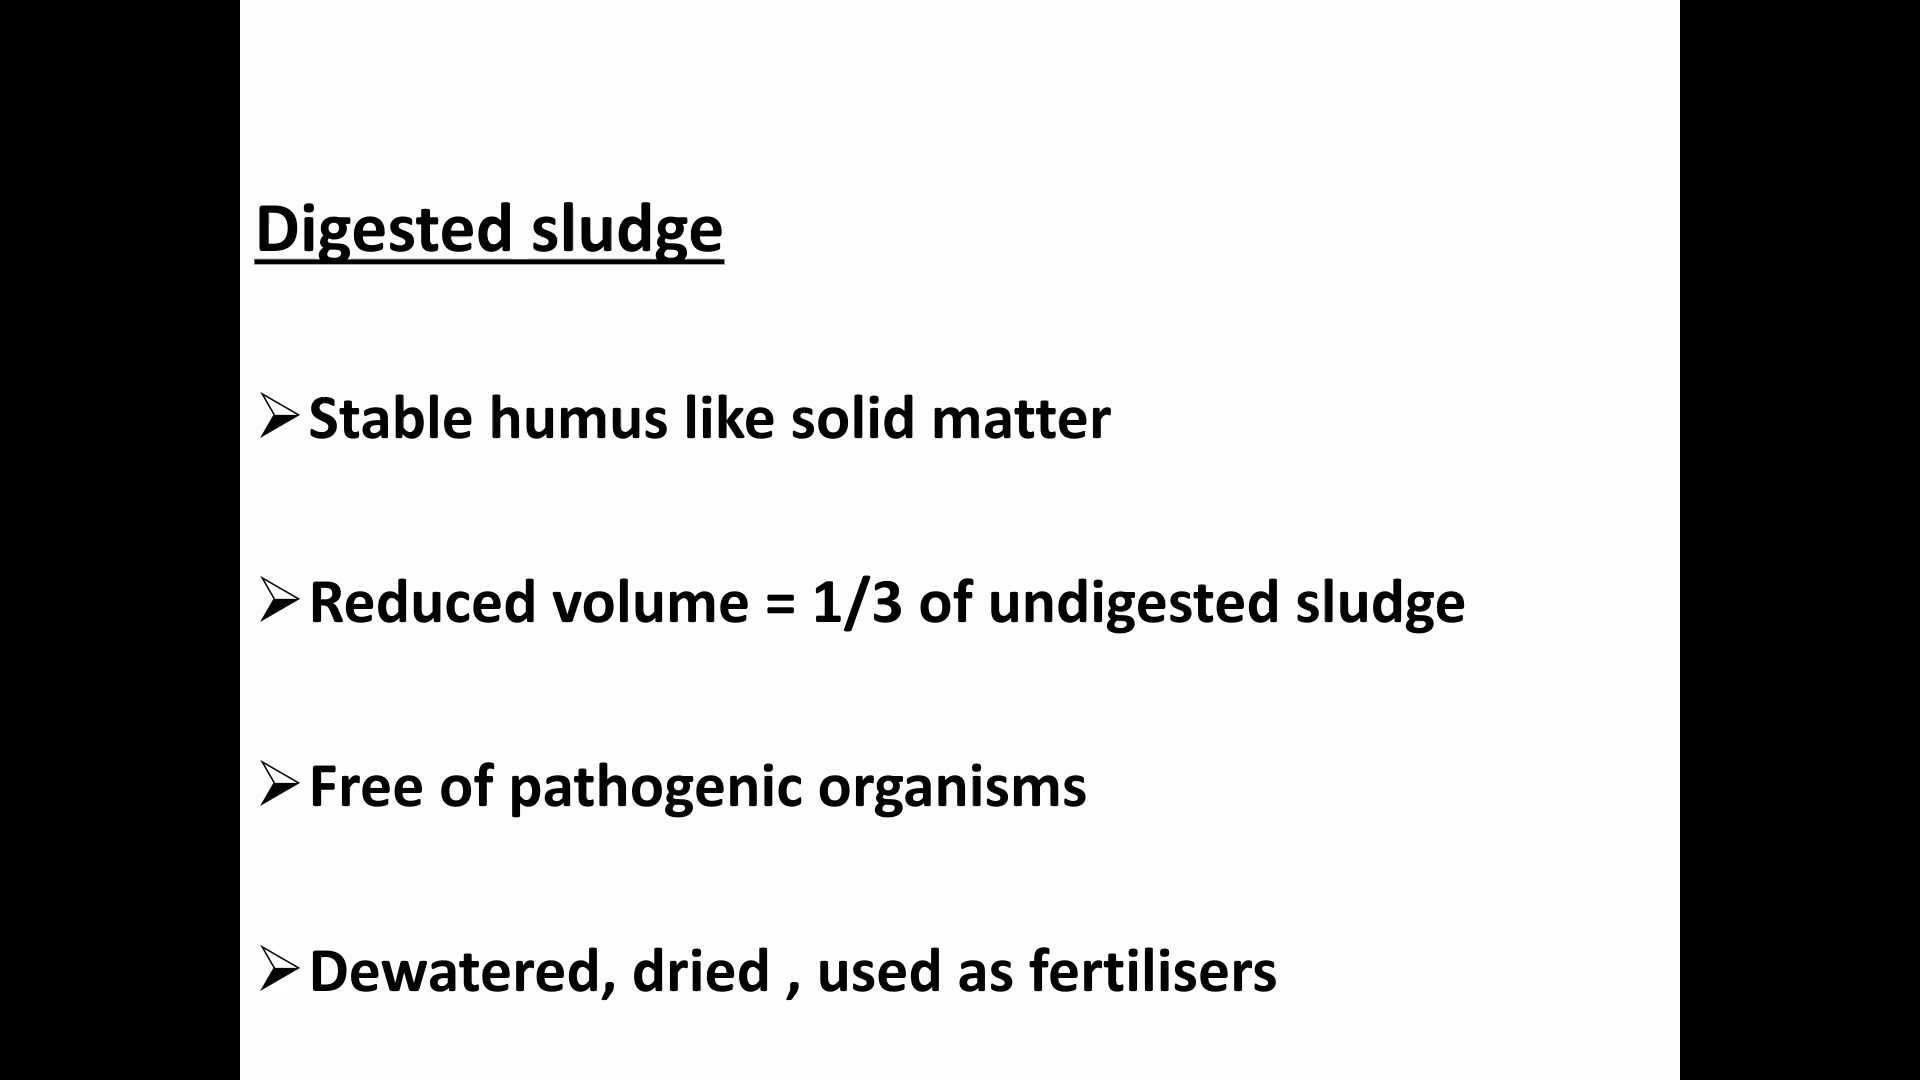 Digested sludge
➢Stable humus like solid matter
➢Reduced volume = 1/3 of undigested sludge
➢Free of pathogenic organisms
➢Dewatered, dried , used as fertilisers